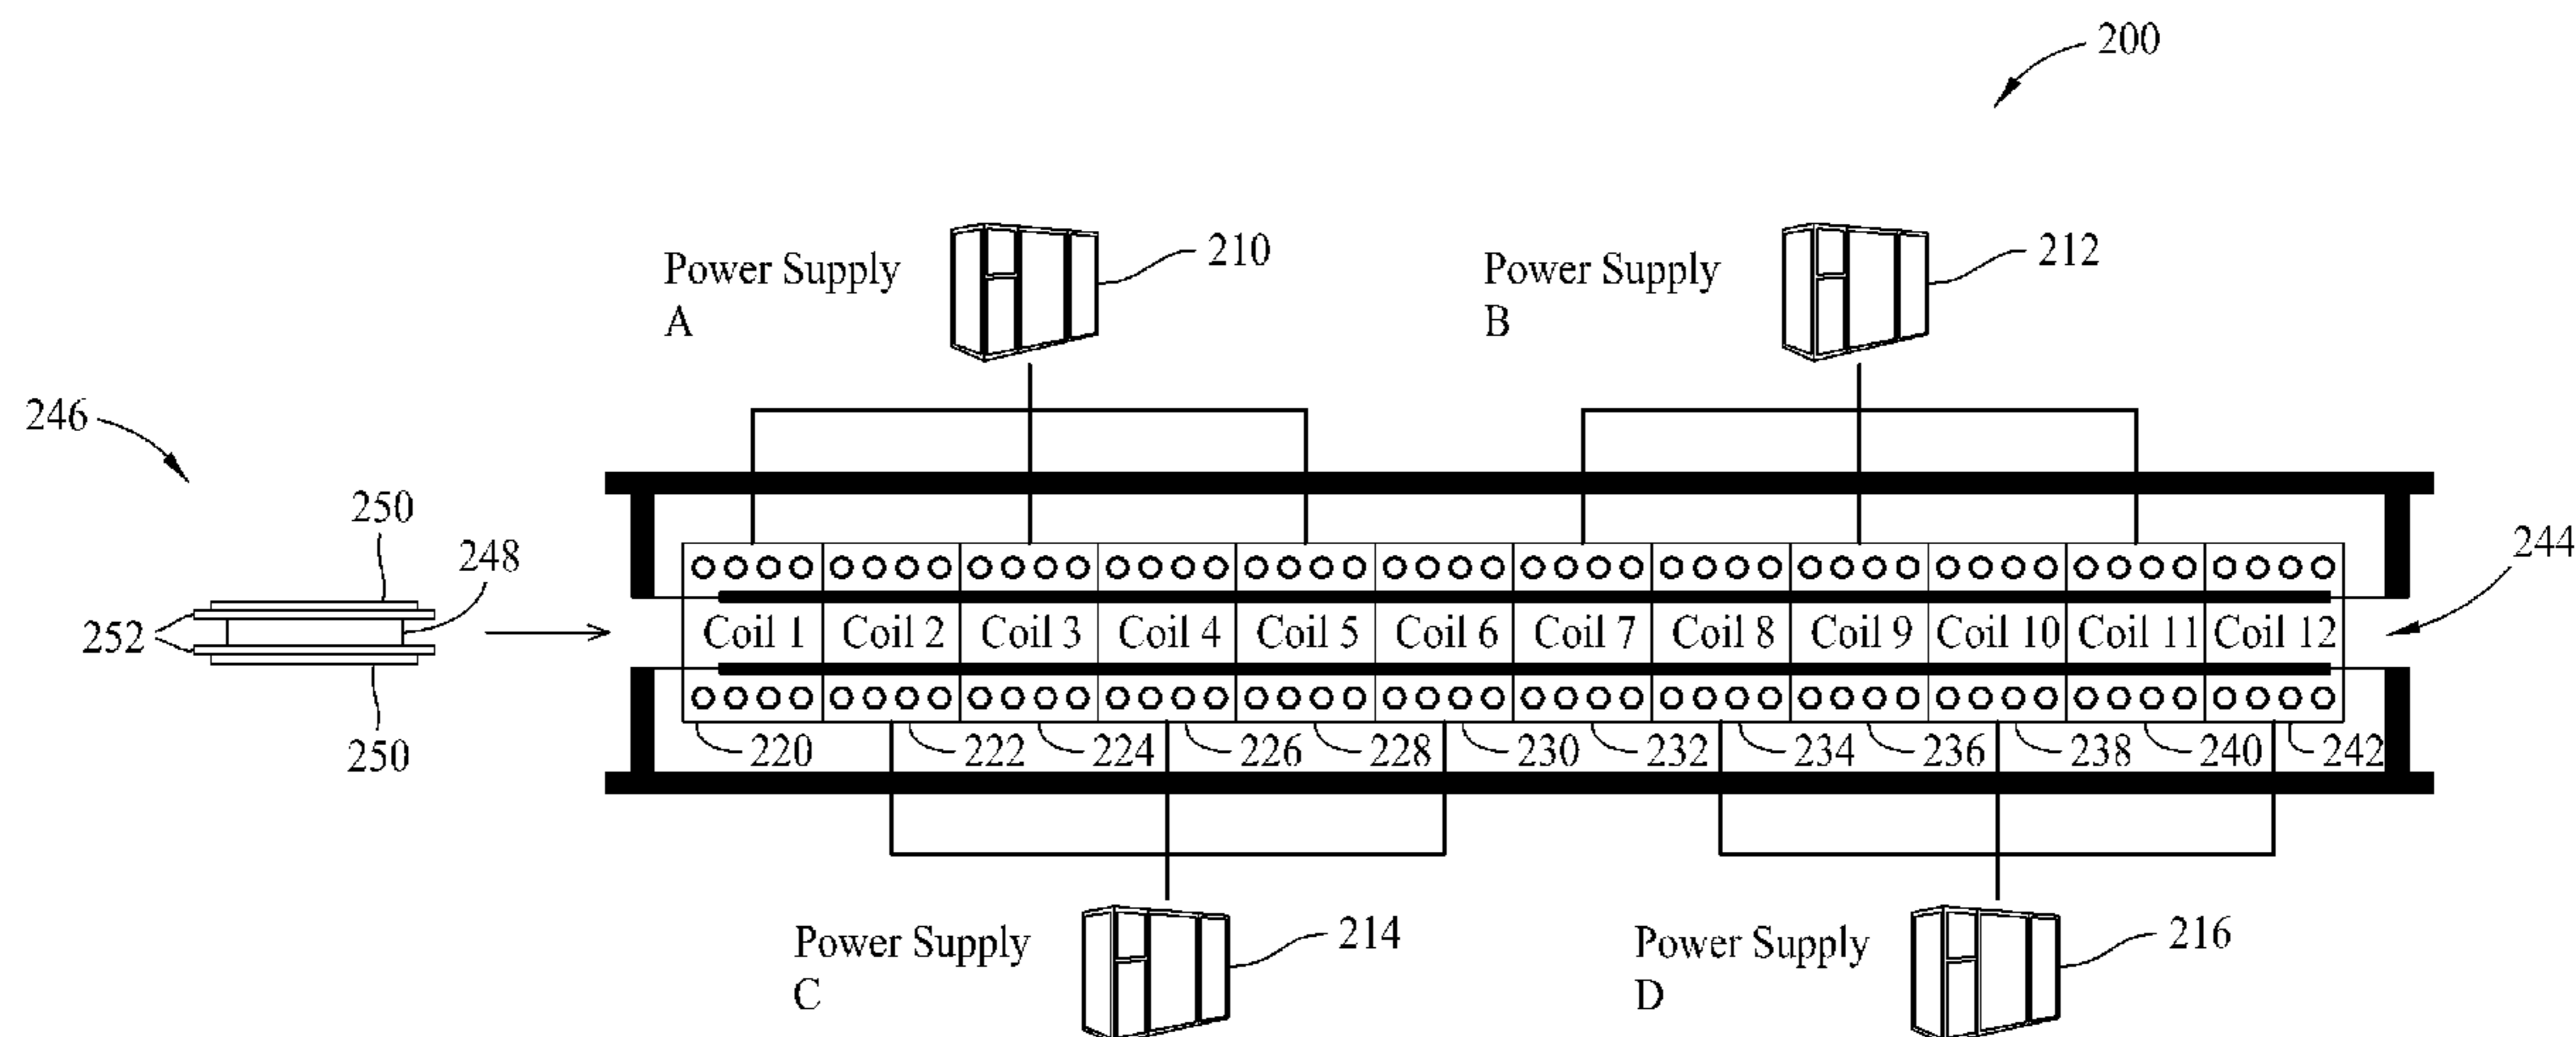 200
Power Supply
A
210
Power Supply
B
212
246
250
248
252
250
244
Coil 1 Coil 2 Coil 3 Coil 4 Coil 5 Coil 6 Coil 7 Coil 8 Coil 9 Coil 10 Coil 11 Coil 12
220 222 224 226 228 230 232 234 236 238 240 242
Power Supply
C
214
Power Supply
D
216